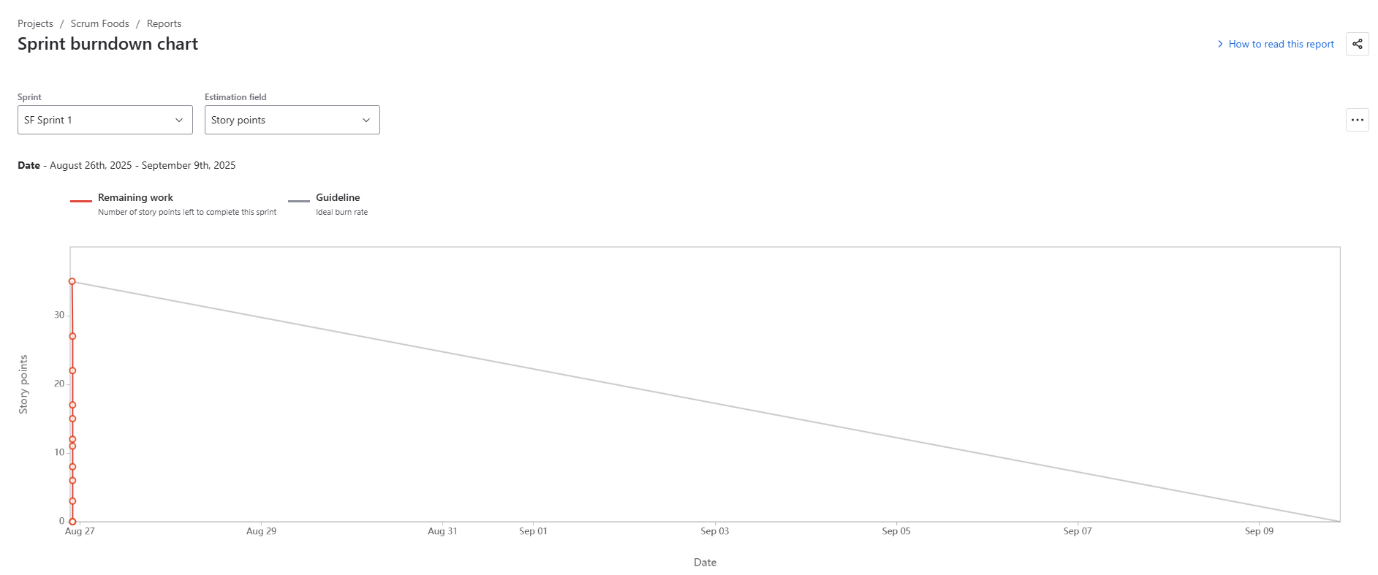 Projects / Scrum Foods / Reports
Sprint burndown chart
How to read this report
Sprint
Estimation field
SF Sprint 1
Story points
Date - August 26th, 2025 - September 9th, 2025
Remaining work
Number of story points left to complete this sprint
Guideline
Ideal burn rate
Story points
30
20
10
0
Aug 27 Aug 29 Aug 31 Sep 01 Sep 03 Sep 05 Sep 07 Sep 09
Date